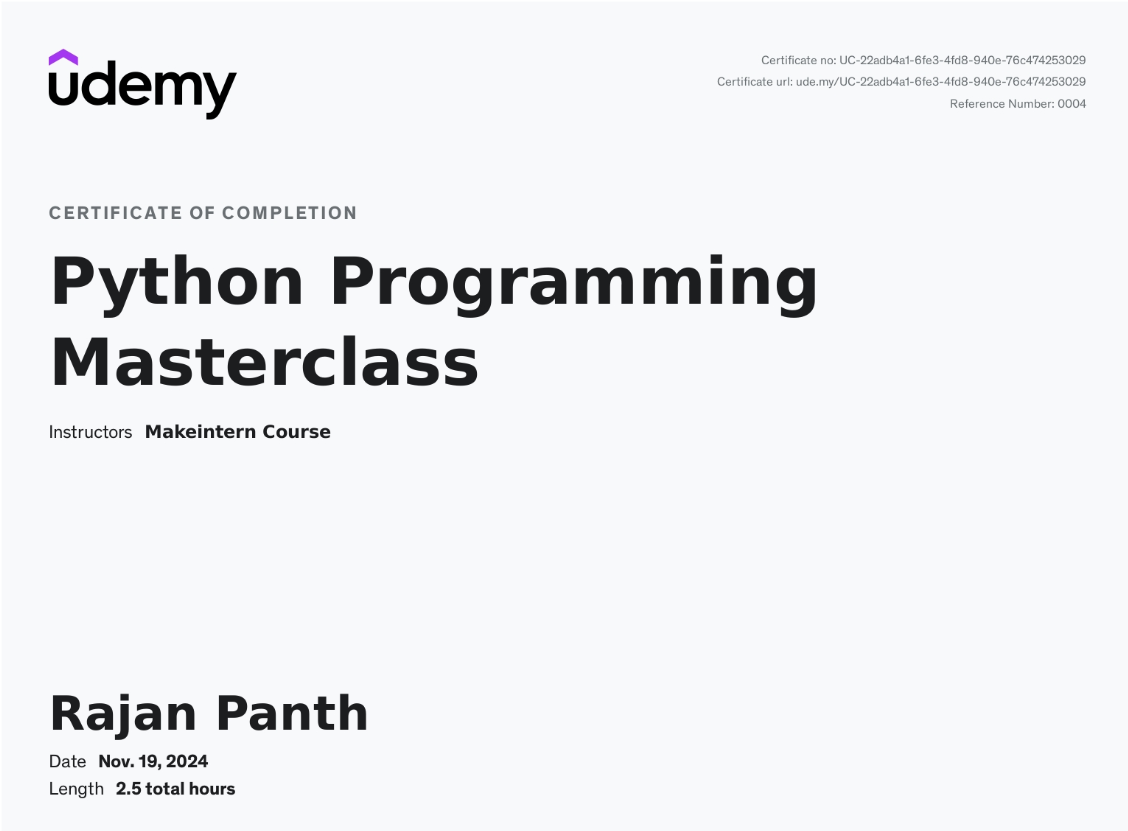 udemy
Certificate no: UC-22adb4a1-6fe3-4fd8-940e-76c474253029
Certificate url: ude.my/UC-22adb4a1-6fe3-4fd8-940e-76c474253029
Reference Number: 0004
CERTIFICATE OF COMPLETION
Python Programming
Masterclass
Instructors Makeintern Course
Rajan Panth
Date Nov. 19, 2024
Length 2.5 total hours